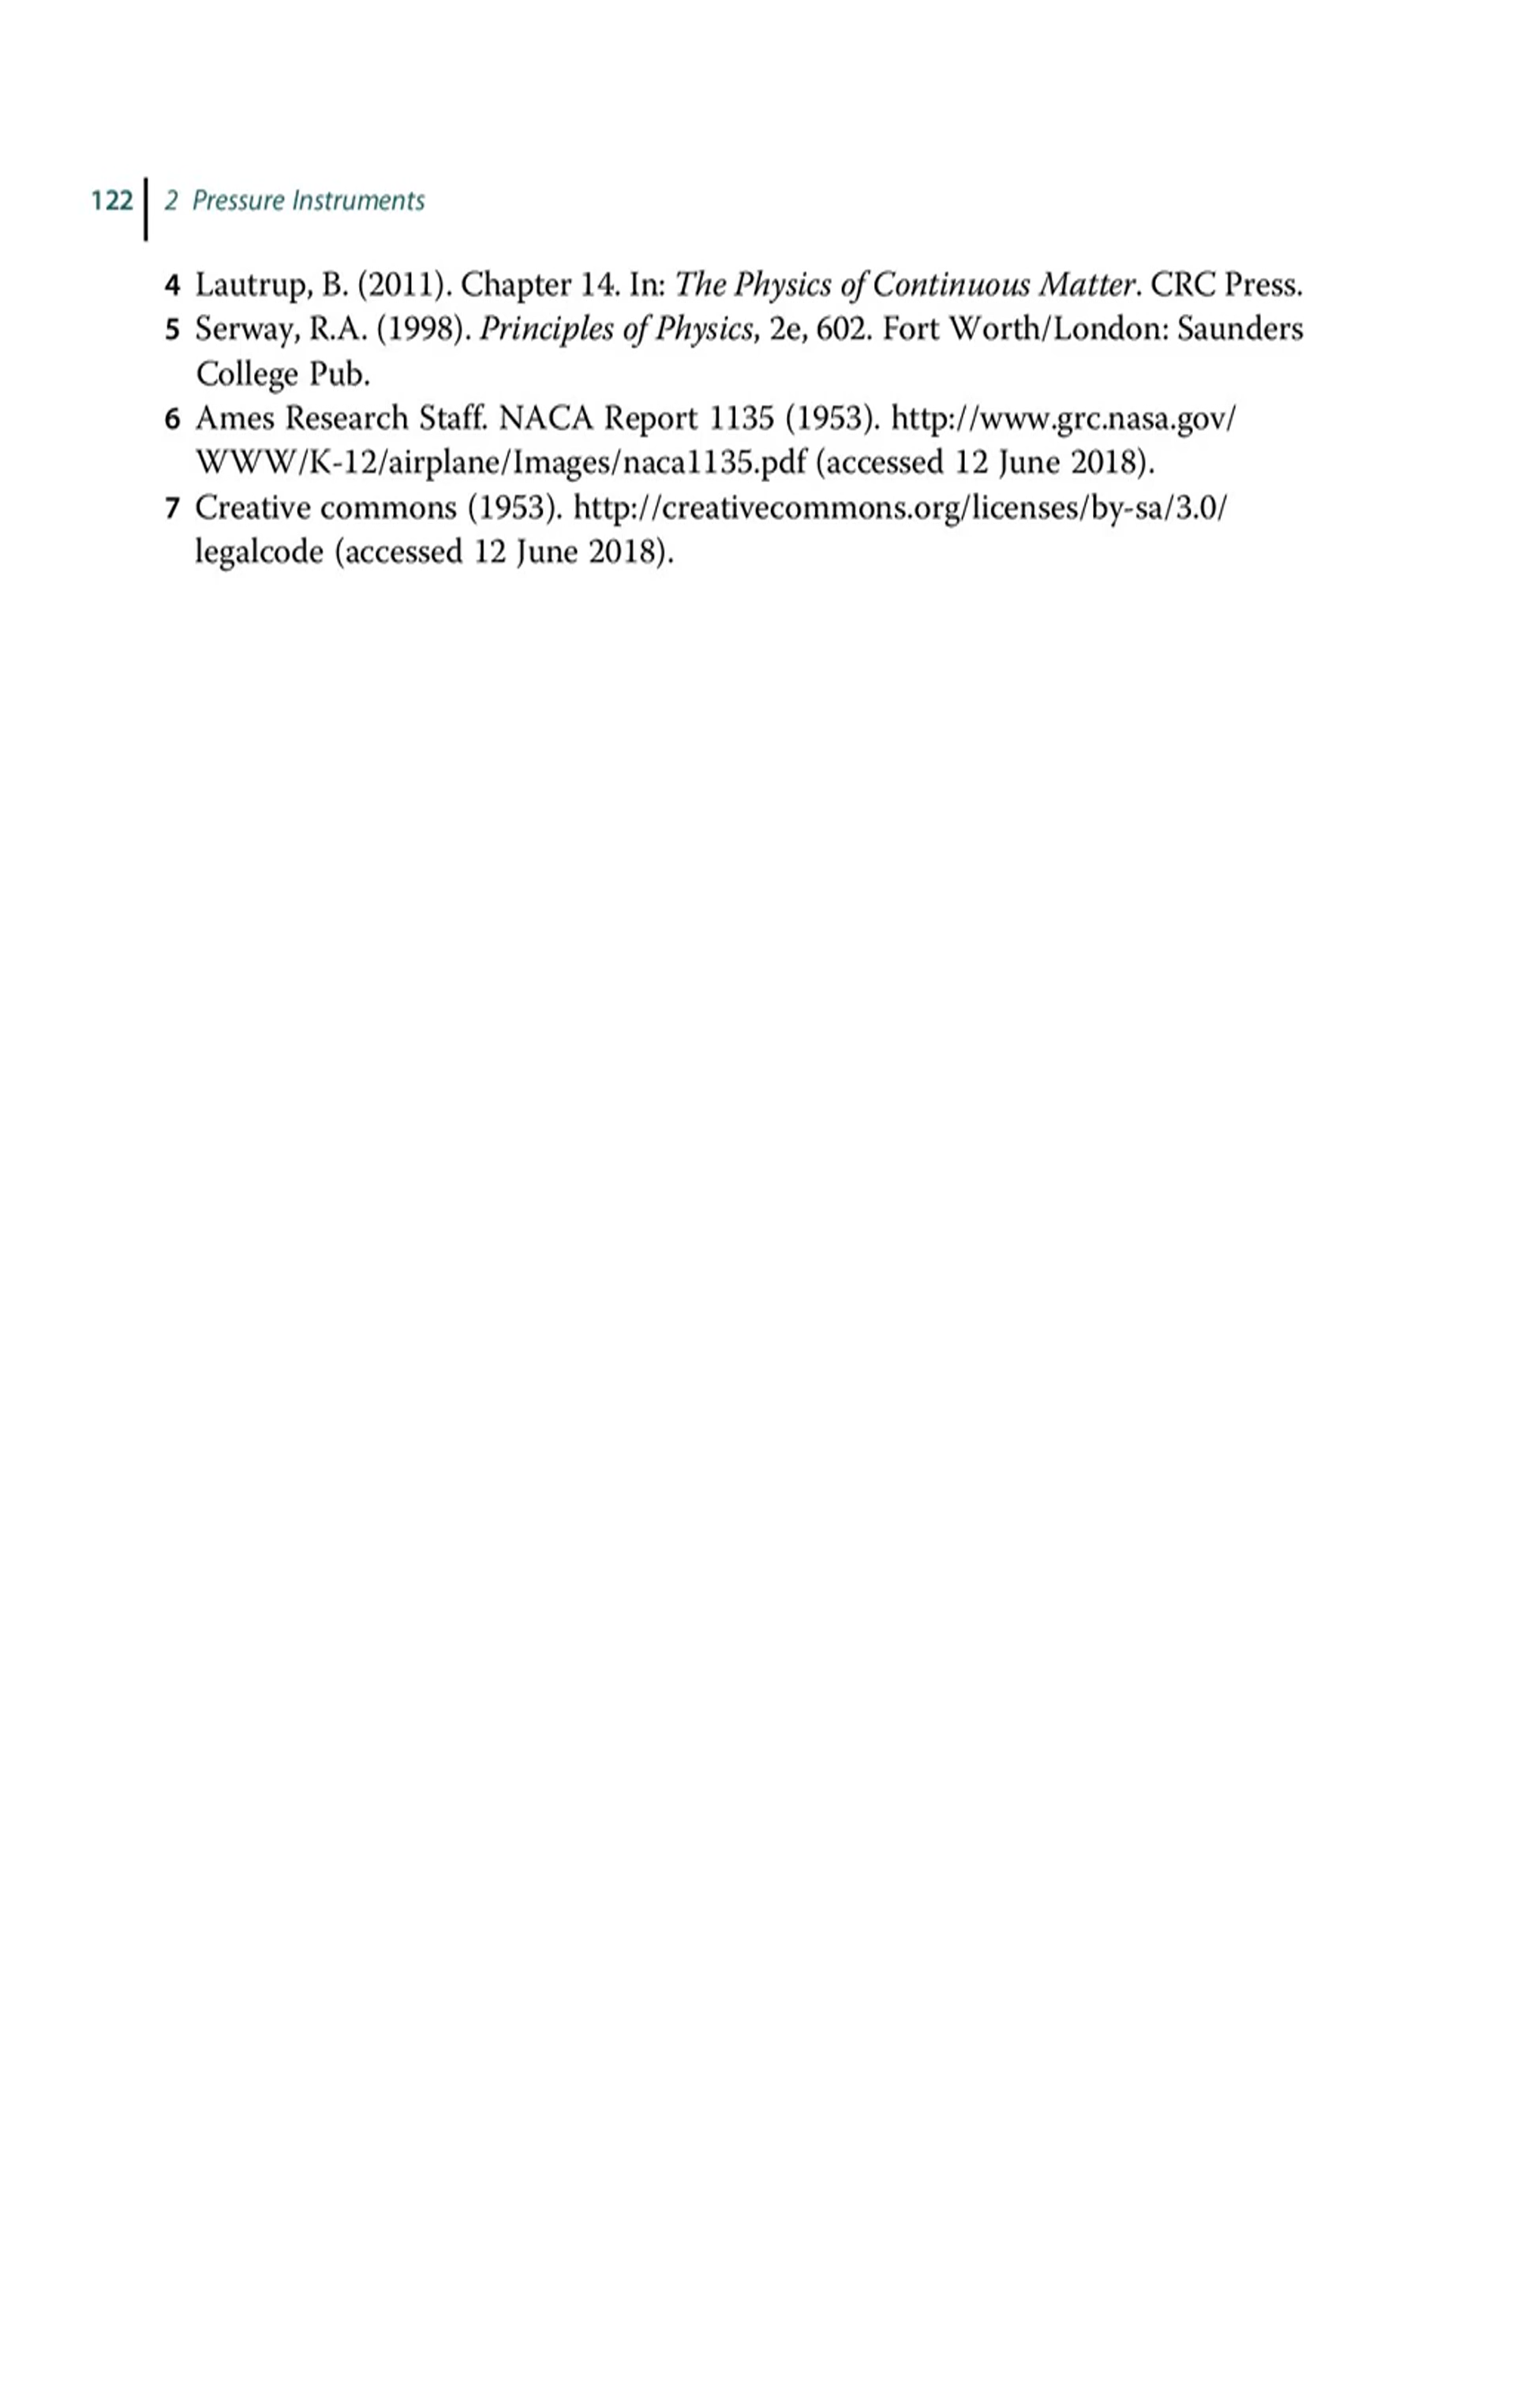 122 2 Pressure Instruments
4 Lautrup, B. (2011). Chapter 14. In: The Physics of Continuous Matter. CRC Press.
5 Serway, R.A. (1998). Principles of Physics, 2e, 602. Fort Worth/London: Saunders
College Pub.
6 Ames Research Staff. NACA Report 1135 (1953). http://www.grc.nasa.gov/
WWW/K-12/airplane/Images/naca1135.pdf (accessed 12 June 2018).
7 Creative commons (1953). http://creativecommons.org/licenses/by-sa/3.0/
legalcode (accessed 12 June 2018).